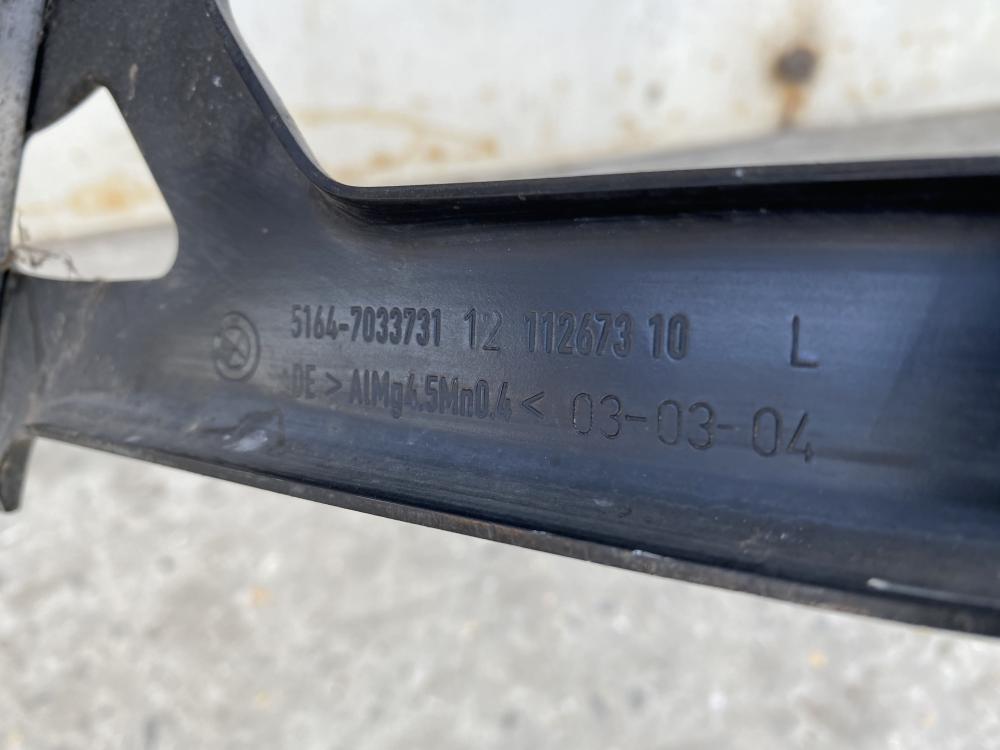 5164-7033731 12 112673 10 L
DE > AlMg4.5Mn0.4 < 03-03-04